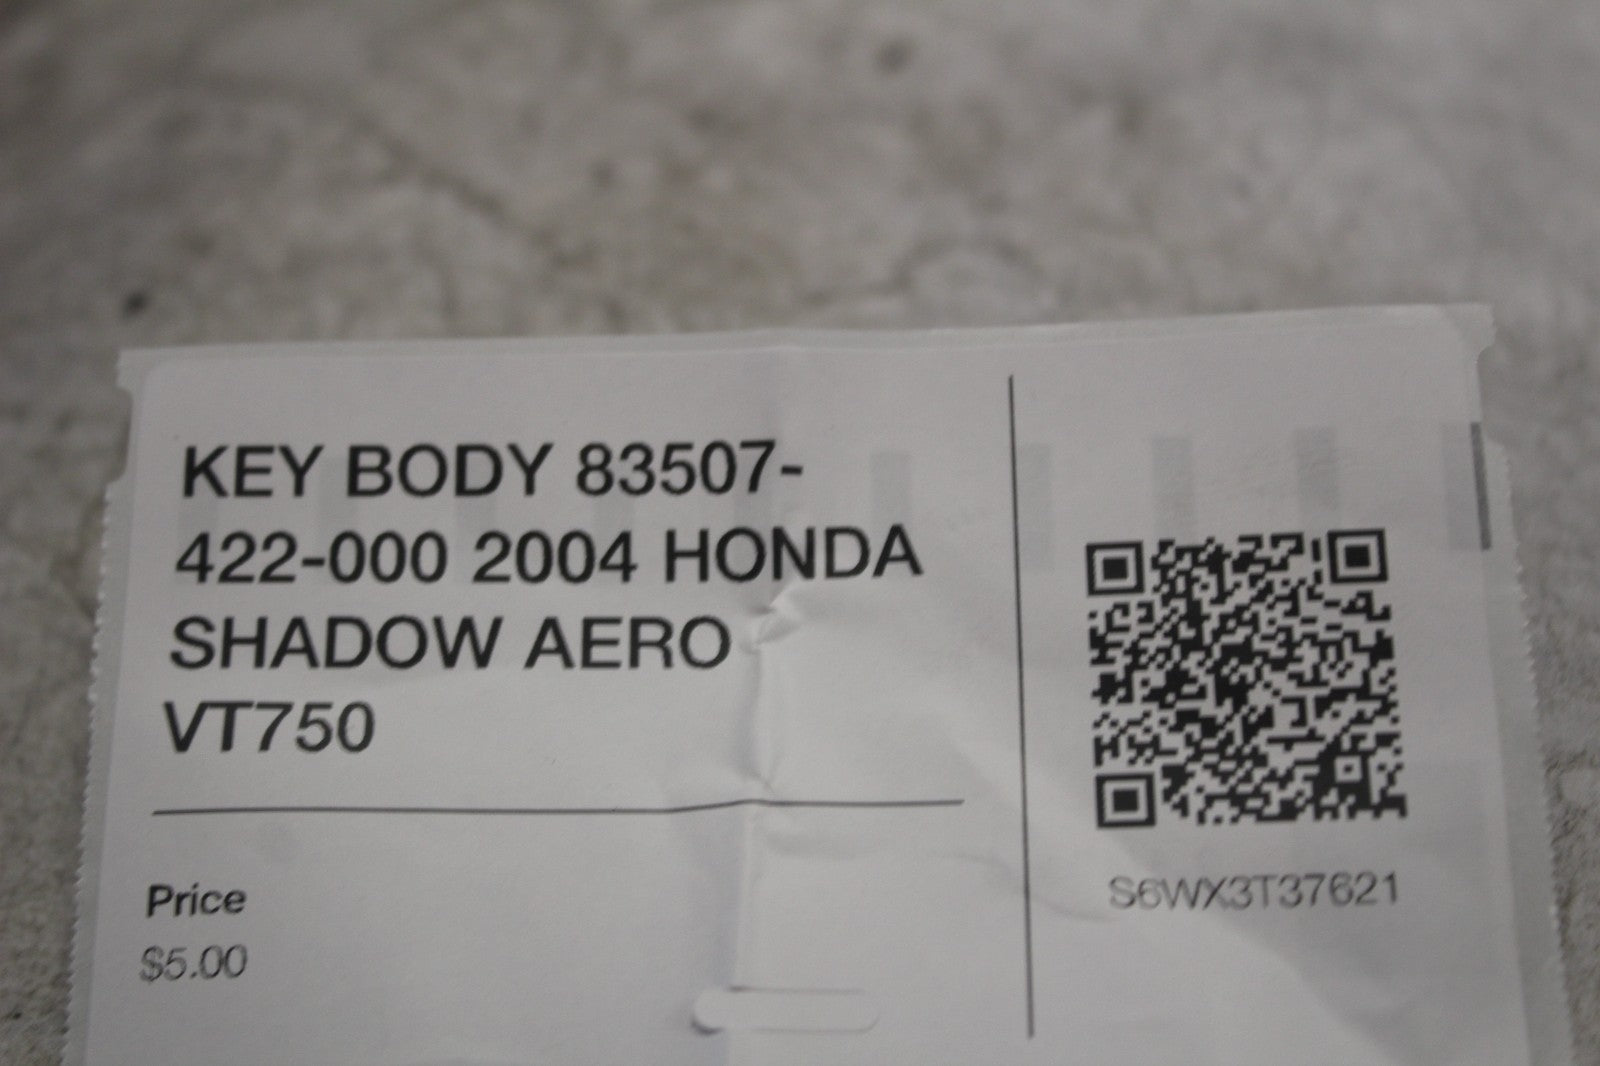 KEY BODY 83507-
422-000 2004 HONDA
SHADOW AERO
VT750
Price
$5.00
S6WX3T37621